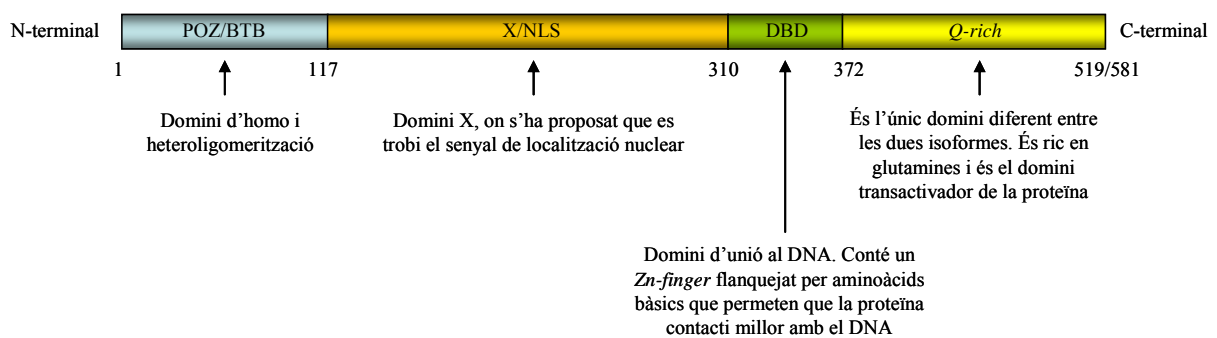 N-terminal POZ/BTB X/NLS DBD Q-rich C-terminal
1 117 310 372 519/581
Domini d'homo i
heteroligomerització
Domini X, on s'ha proposat que es
trobi el senyal de localització nuclear
És l'únic domini diferent entre
les dues isoformes. És ric en
glutamines i és el domini
transactivador de la proteïna
Domini d'unió al DNA. Conté un
Zn-finger flanquejat per aminoàcids
bàsics que permeten que la proteïna
contacti millor amb el DNA